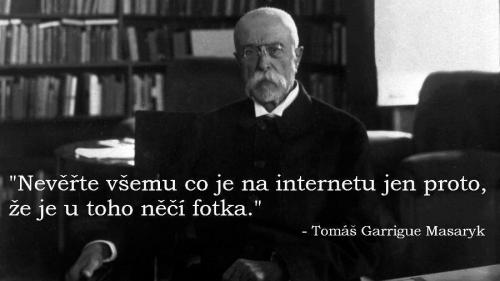 "Nevěřte všemu co je na internetu jen proto,
že je u toho něčí fotka."
- Tomáš Garrigue Masaryk